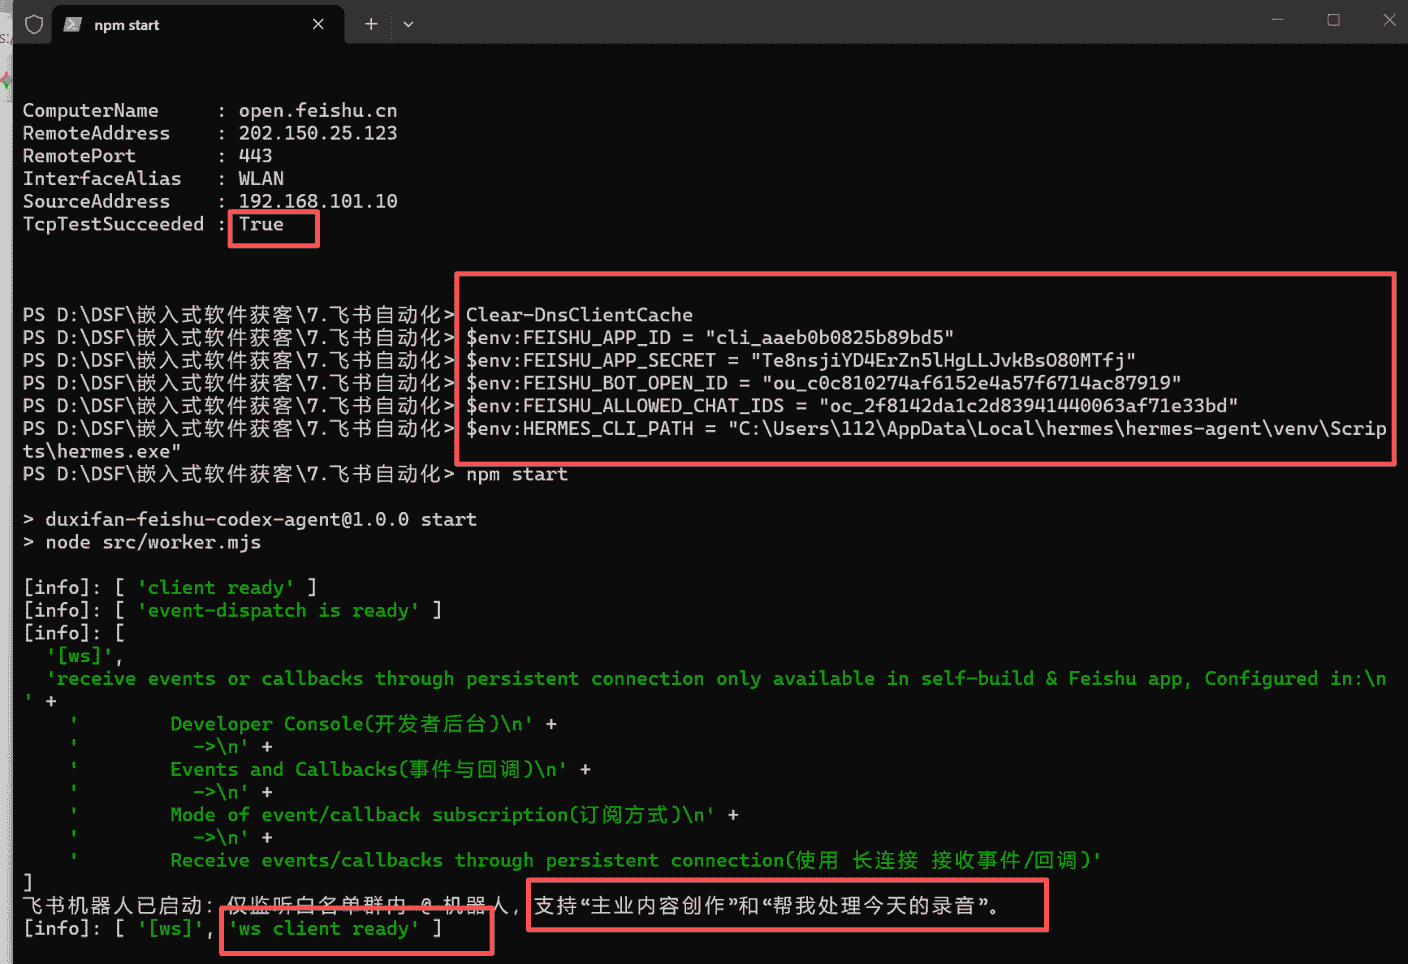 npm start
ComputerName     : open.feishu.cn
RemoteAddress    : 202.150.25.123
RemotePort       : 443
InterfaceAlias   : WLAN
SourceAddress    : 192.168.101.10
TcpTestSucceeded : True
PS D:\DSF\嵌入式软件获客\7.飞书自动化> Clear-DnsClientCache
PS D:\DSF\嵌入式软件获客\7.飞书自动化> $env:FEISHU_APP_ID = "cli_aaeb0b0825b89bd5"
PS D:\DSF\嵌入式软件获客\7.飞书自动化> $env:FEISHU_APP_SECRET = "Te8nsjiYD4ErZn5lHgLLJvkBsO80MTfj"
PS D:\DSF\嵌入式软件获客\7.飞书自动化> $env:FEISHU_BOT_OPEN_ID = "ou_c0c810274af6152e4a57f6714ac87919"
PS D:\DSF\嵌入式软件获客\7.飞书自动化> $env:FEISHU_ALLOWED_CHAT_IDS = "oc_2f8142da1c2d83941440063af71e33bd"
PS D:\DSF\嵌入式软件获客\7.飞书自动化> $env:HERMES_CLI_PATH = "C:\Users\112\AppData\Local\hermes\hermes-agent\venv\Scrip
ts\hermes.exe"
PS D:\DSF\嵌入式软件获客\7.飞书自动化> npm start
> duxifan-feishu-codex-agent@1.0.0 start
> node src/worker.mjs
[info]: [ 'client ready' ]
[info]: [ 'event-dispatch is ready' ]
[info]: [
  '[ws]',
  'receive events or callbacks through persistent connection only available in self-build & Feishu app, Configured in:\n
' +
    '        Developer Console(开发者后台)\n' +
    '          ->\n' +
    '        Events and Callbacks(事件与回调)\n' +
    '          ->\n' +
    '        Mode of event/callback subscription(订阅方式)\n' +
    '          ->\n' +
    '        Receive events/callbacks through persistent connection(使用 长连接 接收事件/回调)'
]
飞书机器人已启动：仅监听白名单群内 @ 机器人，支持“主业内容创作”和“帮我处理今天的录音”。
[info]: [ '[ws]', 'ws client ready' ]